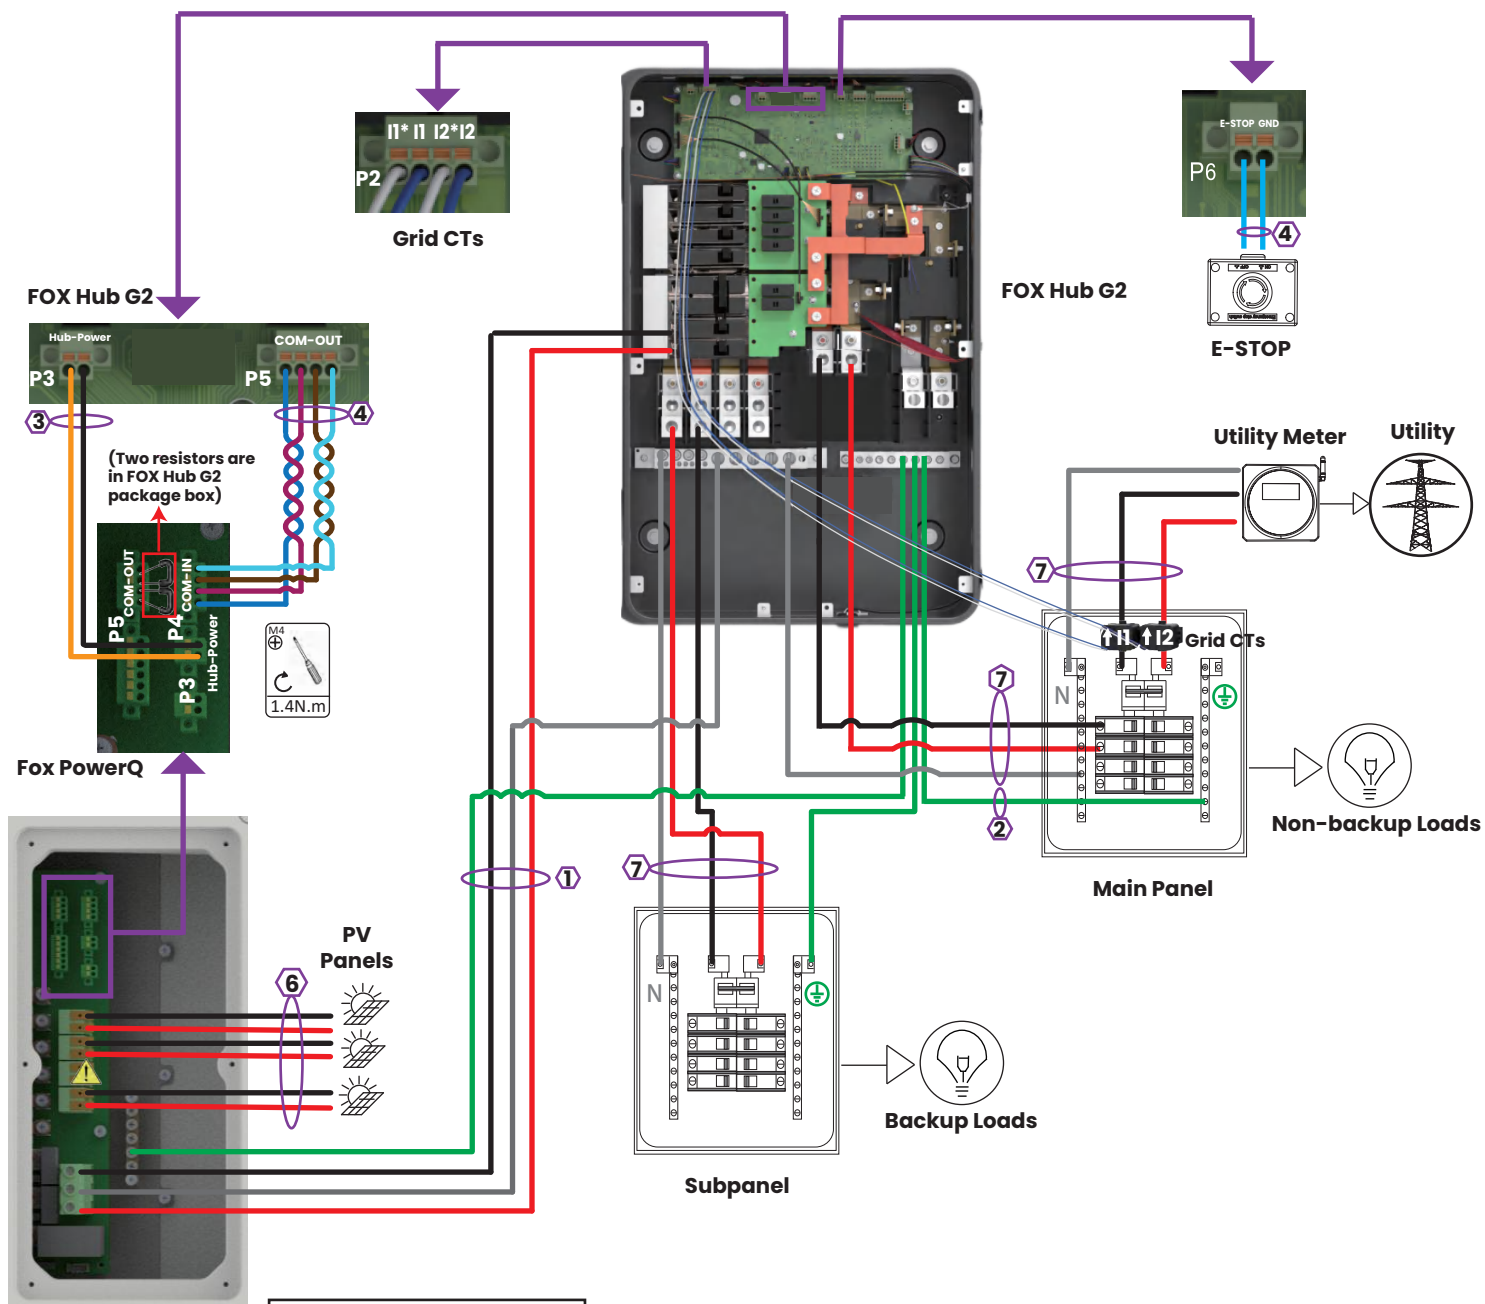 I1* I1 I2* I2
P2
Grid CTs
E-STOP GND
P6
4
E-STOP
FOX Hub G2
FOX Hub G2
Hub-Power
COM-OUT
P3
P5
3
4
(Two resistors are
in FOX Hub G2
package box)
COM-OUT
COM-IN
P5
P4
Hub-Power
P3
M4
1.4N.m
Fox PowerQ
Utility Meter
Utility
7
I1
I2
Grid CTs
N
7
2
Non-backup Loads
Main Panel
1
7
PV
Panels
6
N
Backup Loads
Subpanel